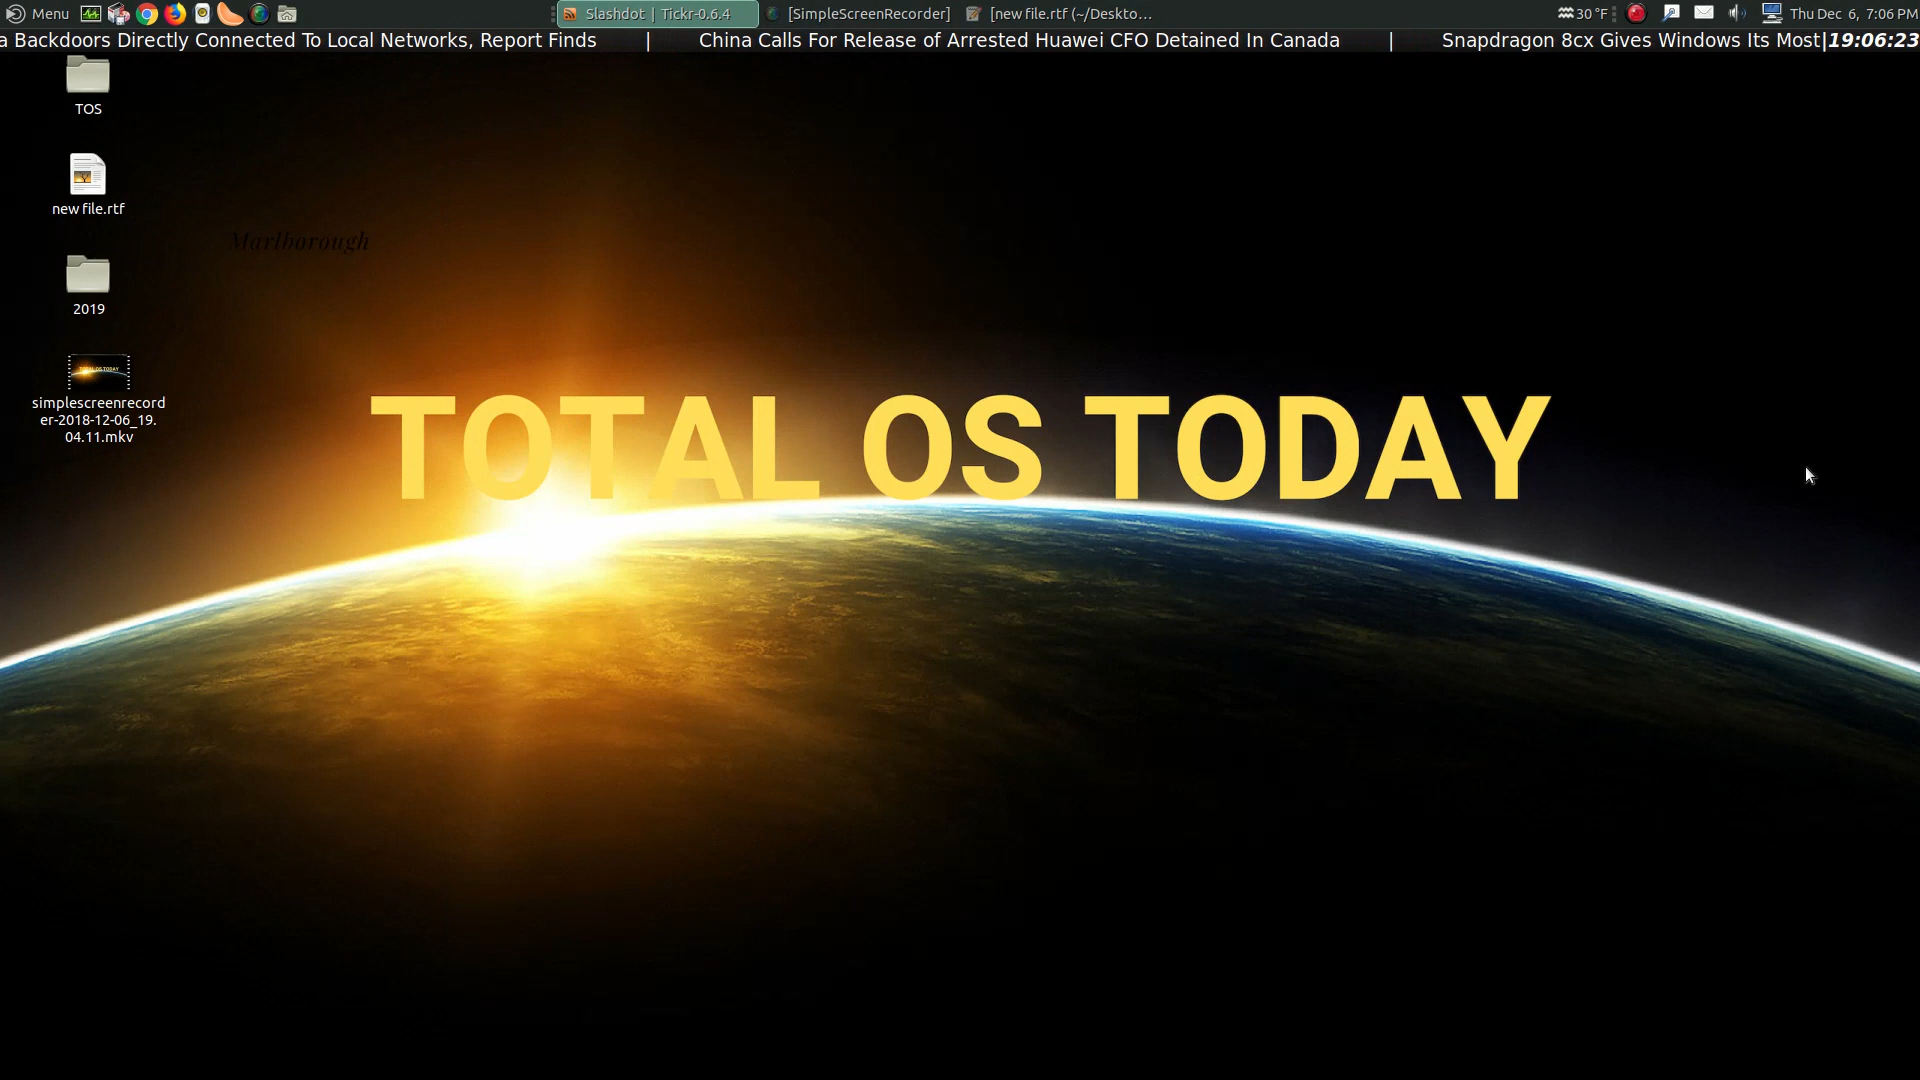 Menu
Slashdot | Tickr-0.6.4
[SimpleScreenRecorder]
[new file.rtf (~/Deskto...
30 °F
Thu Dec 6, 7:06 PM
a Backdoors Directly Connected To Local Networks, Report Finds | China Calls For Release of Arrested Huawei CFO Detained In Canada | Snapdragon 8cx Gives Windows Its Most|19:06:23
TOS
new file.rtf
Marlborough
2019
simplescreenrecord
er-2018-12-06_19.
04.11.mkv
TOTAL OS TODAY